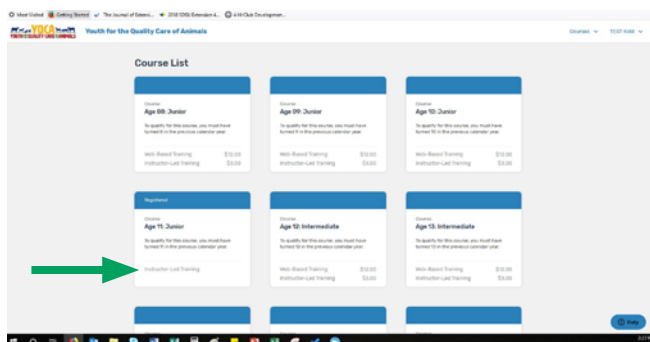 Most Visited Getting Started The Journal of Extensi... 2018 SDSU Extension 4... 4-H Club Developmen...
YQCA
YOUTH FOR THE QUALITY CARE OF ANIMALS
Youth for the Quality Care of Animals
Courses
Course List
Course
Age 08: Junior
To qualify for this course, you must have
turned 8 in the previous calendar year.
Web-Based Training $12.00
Instructor-Led Training $3.00
Course
Age 09: Junior
To qualify for this course, you must have
turned 9 in the previous calendar year.
Web-Based Training $12.00
Instructor-Led Training $3.00
Course
Age 10: Junior
To qualify for this course, you must have
turned 10 in the previous calendar year.
Web-Based Training $12.00
Instructor-Led Training $3.00
Registered
Course
Age 11: Junior
To qualify for this course, you must have
turned 11 in the previous calendar year.
Instructor-Led Training
Course
Age 12: Intermediate
To qualify for this course, you must have
turned 12 in the previous calendar year.
Web-Based Training $12.00
Instructor-Led Training $3.00
Course
Age 13: Intermediate
To qualify for this course, you must have
turned 13 in the previous calendar year.
Web-Based Training $12.00
Instructor-Led Training $3.00
Help